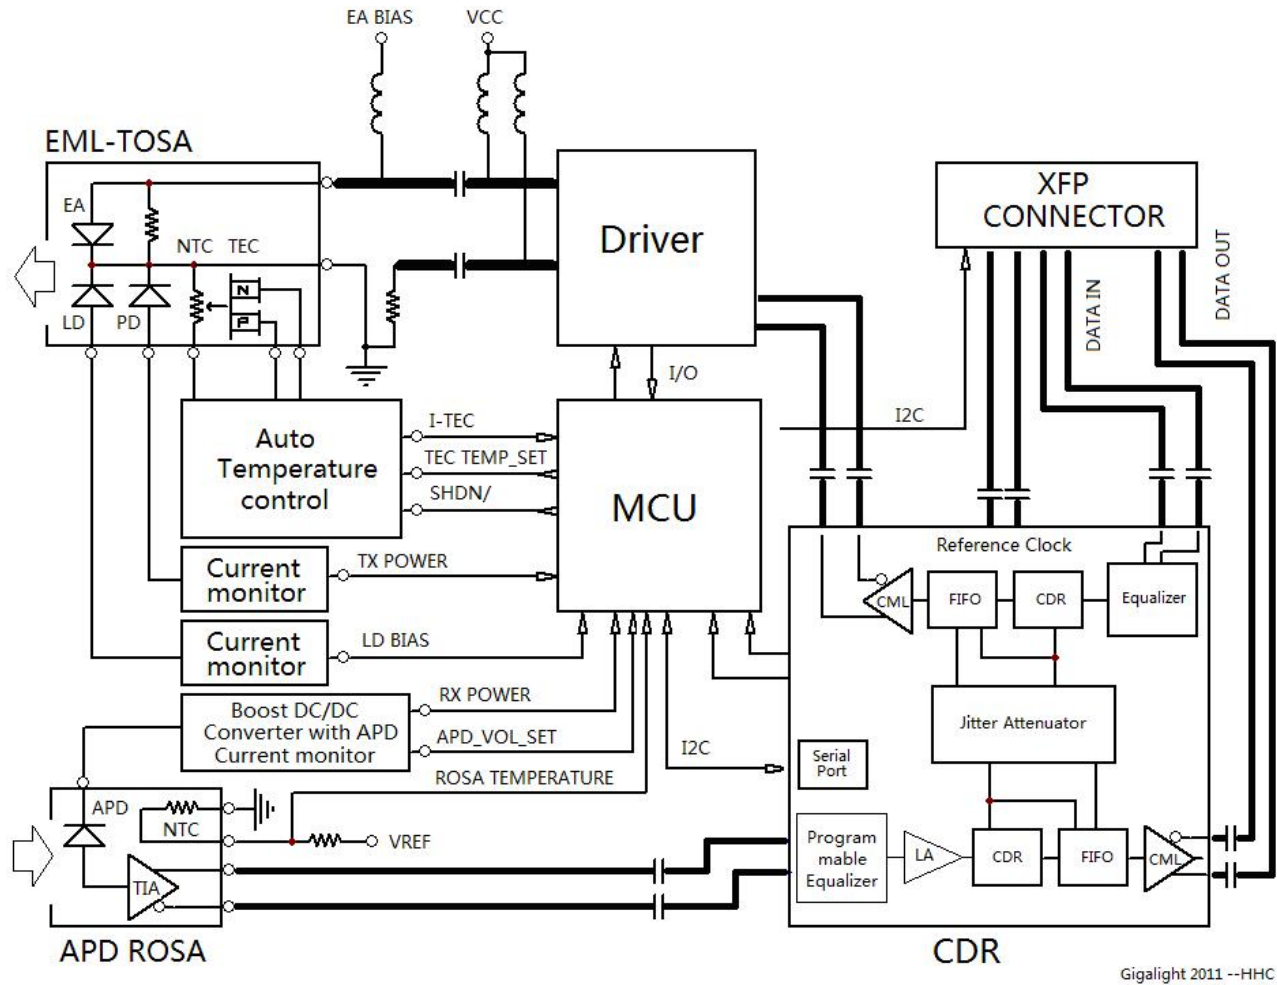 EA BIAS
VCC
EML-TOSA
EA
NTC TEC
N
P
LD
PD
Driver
XFP
CONNECTOR
DATA IN
DATA OUT
I/O
I2C
Auto
Temperature
control
I-TEC
TEC TEMP_SET
SHDN/
MCU
Current
monitor
TX POWER
Current
monitor
LD BIAS
Boost DC/DC
Converter with APD
Current monitor
RX POWER
APD_VOL_SET
ROSA TEMPERATURE
I2C
APD
NTC
VREF
TIA
APD ROSA
Reference Clock
CML
FIFO
CDR
Equalizer
Jitter Attenuator
Serial
Port
Program
mable
Equalizer
LA
CDR
FIFO
CML
CDR
Gigalight 2011 --HHC